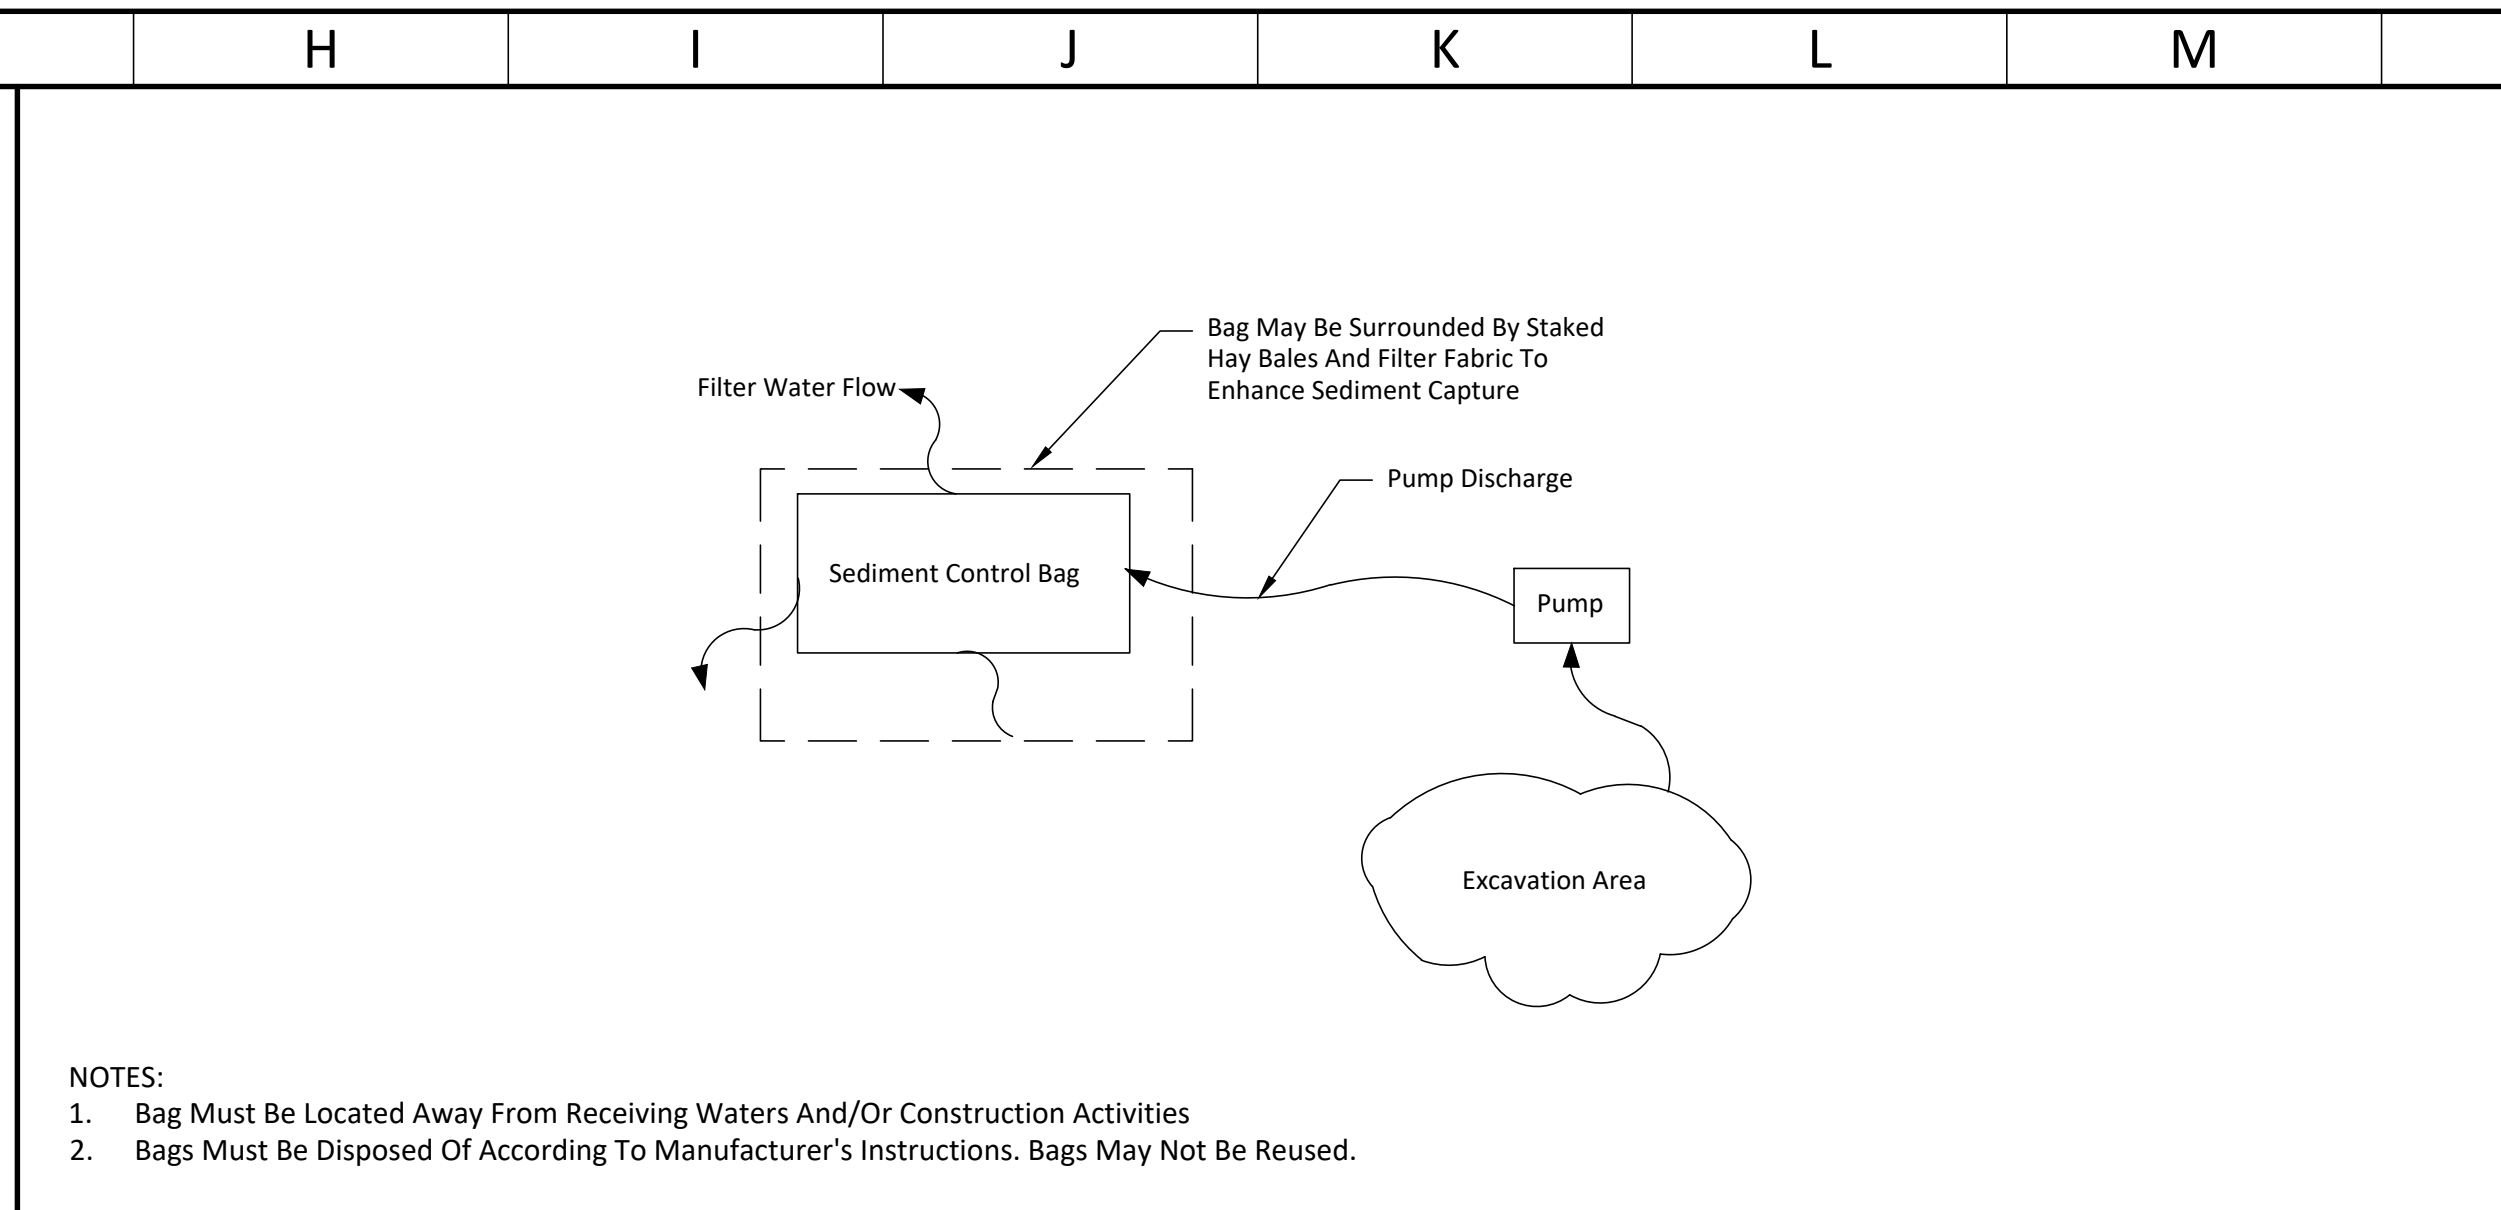 H I J K L M
Bag May Be Surrounded By Staked
Hay Bales And Filter Fabric To
Enhance Sediment Capture
Filter Water Flow
Pump Discharge
Sediment Control Bag
Pump
Excavation Area
NOTES:
1. Bag Must Be Located Away From Receiving Waters And/Or Construction Activities
2. Bags Must Be Disposed Of According To Manufacturer's Instructions. Bags May Not Be Reused.